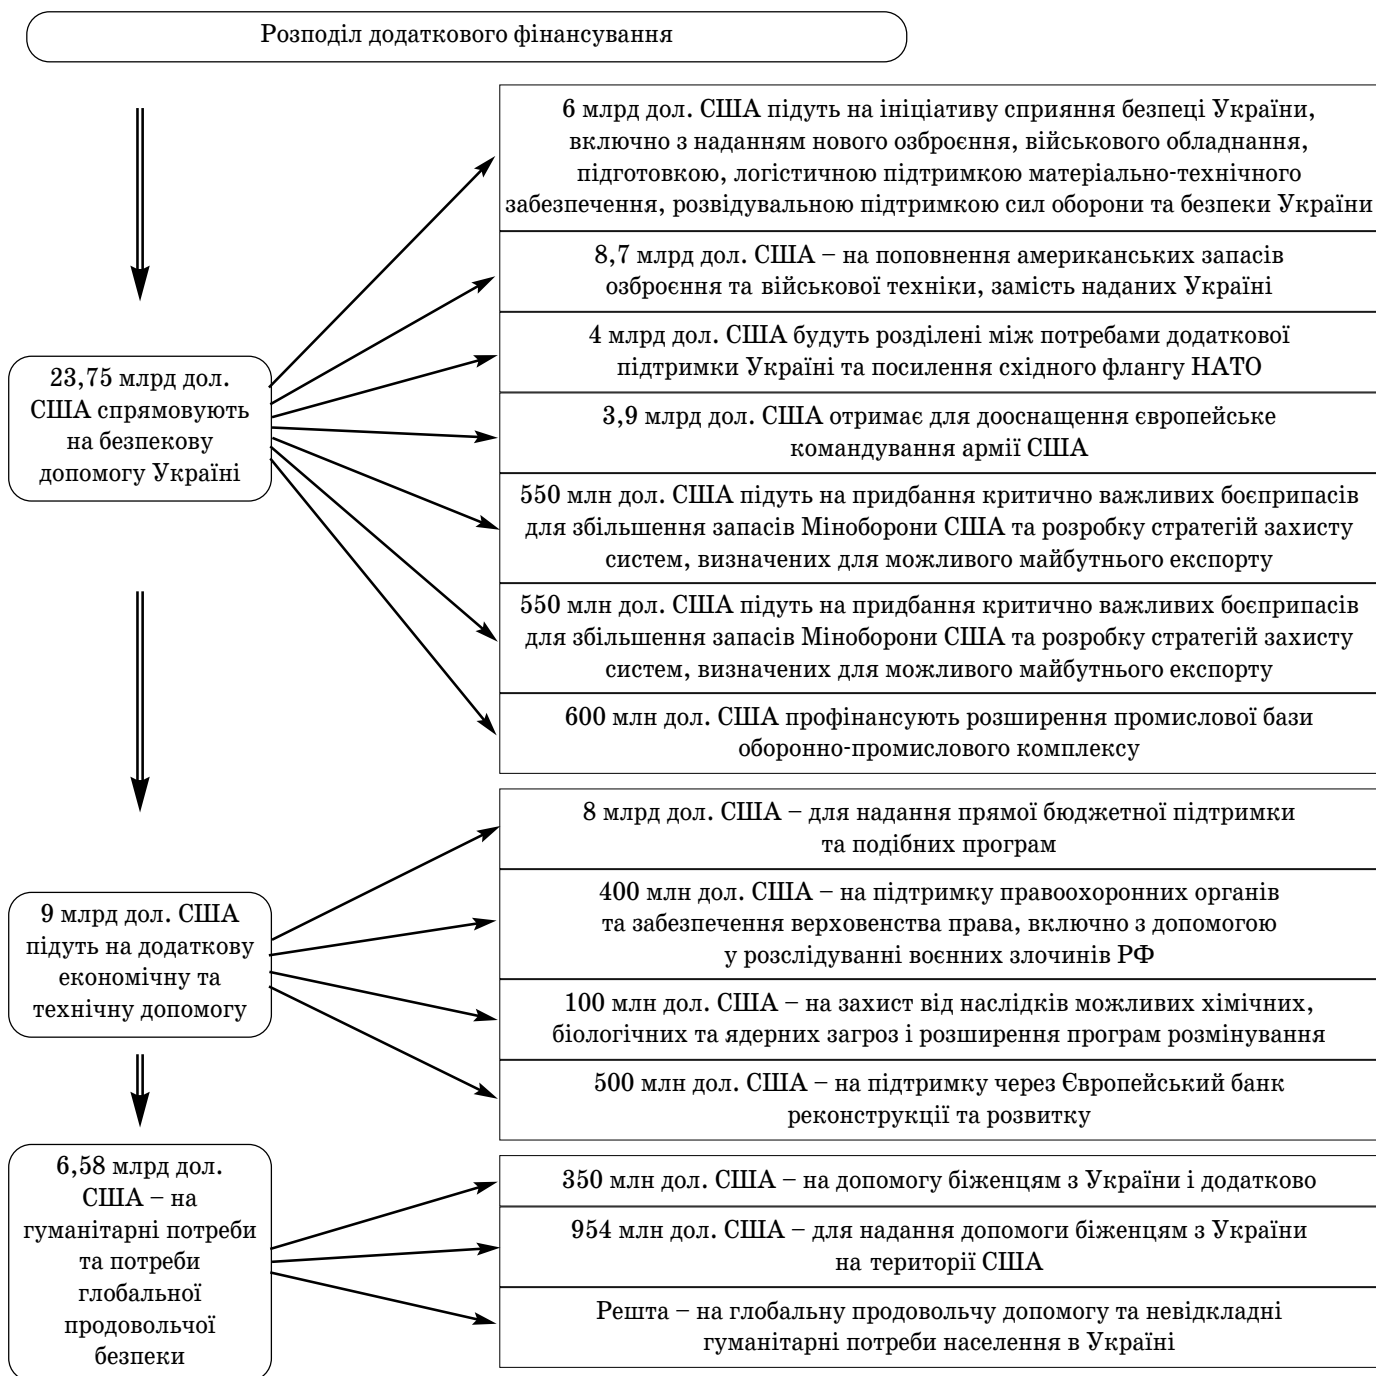 Розподіл додаткового фінансування
23,75 млрд дол.
США спрямовують
на безпекову
допомогу Україні
6 млрд дол. США підуть на ініціативу сприяння безпеці України,
включно з наданням нового озброєння, військового обладнання,
підготовкою, логістичною підтримкою матеріально-технічного
забезпечення, розвідувальною підтримкою сил оборони та безпеки України
8,7 млрд дол. США – на поповнення американських запасів
озброєння та військової техніки, замість наданих Україні
4 млрд дол. США будуть розділені між потребами додаткової
підтримки Україні та посилення східного флангу НАТО
3,9 млрд дол. США отримає для дооснащення європейське
командування армії США
550 млн дол. США підуть на придбання критично важливих боєприпасів
для збільшення запасів Міноборони США та розробку стратегій захисту
систем, визначених для можливого майбутнього експорту
550 млн дол. США підуть на придбання критично важливих боєприпасів
для збільшення запасів Міноборони США та розробку стратегій захисту
систем, визначених для можливого майбутнього експорту
600 млн дол. США профінансують розширення промислової бази
оборонно-промислового комплексу
9 млрд дол. США
підуть на додаткову
економічну та
технічну допомогу
8 млрд дол. США – для надання прямої бюджетної підтримки
та подібних програм
400 млн дол. США – на підтримку правоохоронних органів
та забезпечення верховенства права, включно з допомогою
у розслідуванні воєнних злочинів РФ
100 млн дол. США – на захист від наслідків можливих хімічних,
біологічних та ядерних загроз і розширення програм розмінування
500 млн дол. США – на підтримку через Європейський банк
реконструкції та розвитку
6,58 млрд дол.
США – на
гуманітарні потреби
та потреби
глобальної
продовольчої
безпеки
350 млн дол. США – на допомогу біженцям з України і додатково
954 млн дол. США – для надання допомоги біженцям з України
на території США
Решта – на глобальну продовольчу допомогу та невідкладні
гуманітарні потреби населення в Україні